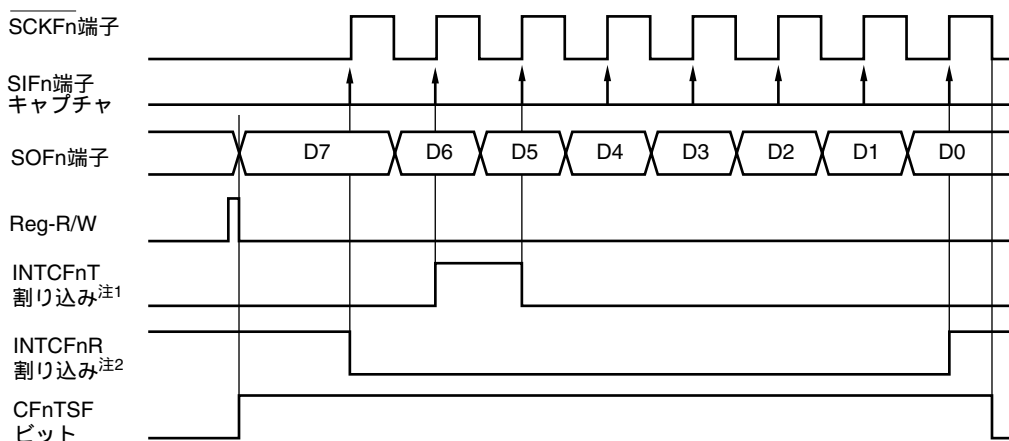 SCKFn端子
SIFn端子
キャプチャ
SOFn端子
D7
D6
D5
D4
D3
D2
D1
D0
Reg-R/W
INTCFnT
割り込み注1
INTCFnR
割り込み注2
CFnTSF
ビット